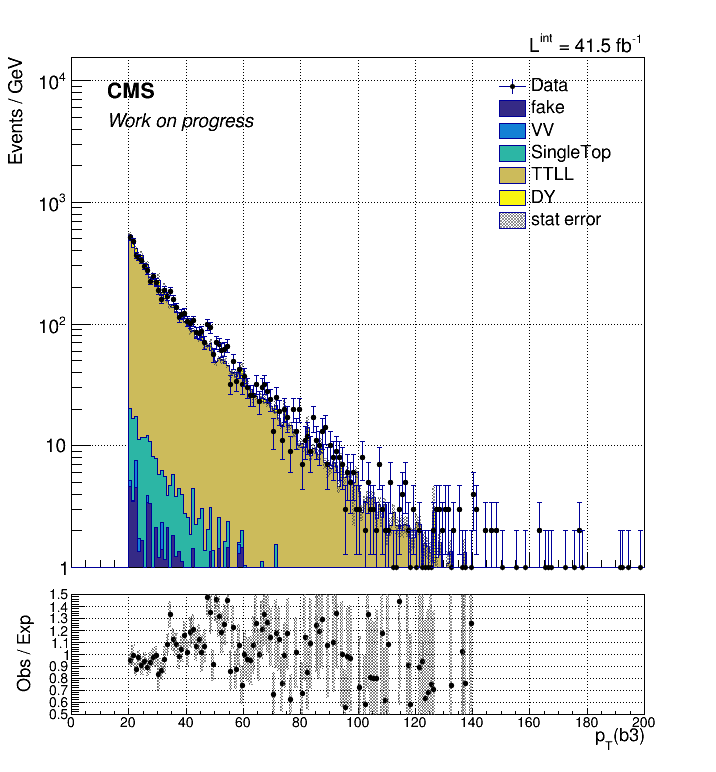 L^int = 41.5 fb^-1
Events / GeV
10^4
10^3
10^2
10
1
CMS
Work on progress
Data
fake
VV
SingleTop
TTLL
DY
stat error
Obs / Exp
1.5
1.4
1.3
1.2
1.1
1
0.9
0.8
0.7
0.6
0.5
0 20 40 60 80 100 120 140 160 180 200
p_T(b3)